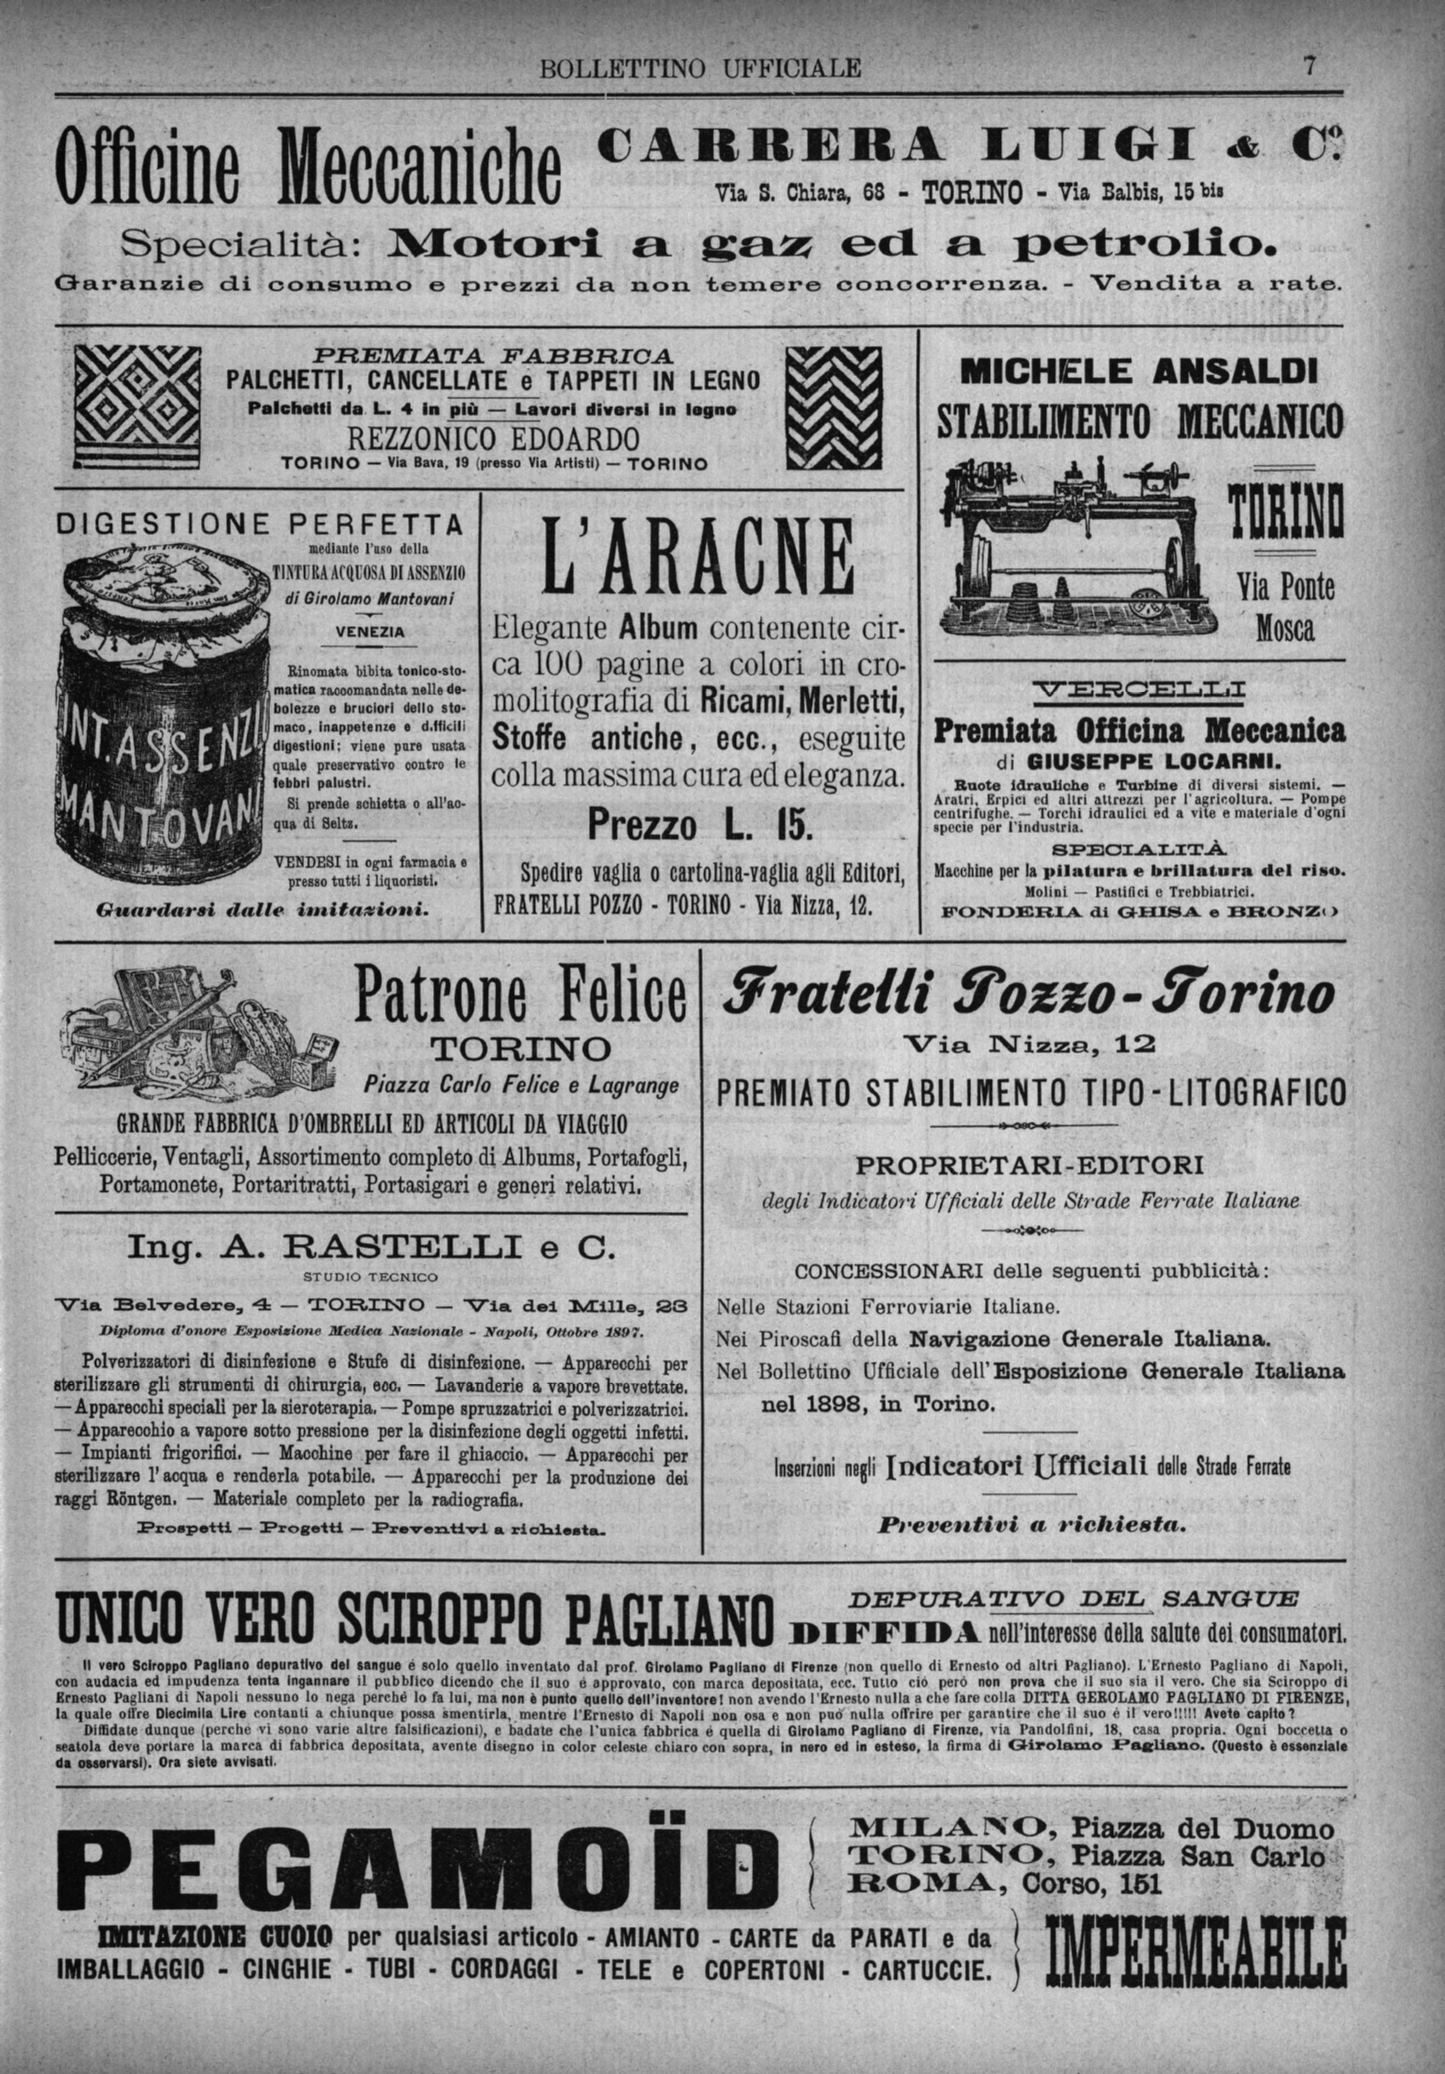 BOLLETTINO UFFICIALE 7
Officine Meccaniche CARRERA LUIGI & Cº.
Via S. Chiara, 68 - TORINO - Via Balbis, 15 bis
Specialità: Motori a gaz ed a petrolio.
Garanzie di consumo e prezzi da non temere concorrenza. - Vendita a rate.
PREMIATA FABBRICA
PALCHETTI, CANCELLATE e TAPPETI IN LEGNO
Palchetti da L. 4 in più — Lavori diversi in legno
REZZONICO EDOARDO
TORINO — Via Bava, 19 (presso Via Artisti) — TORINO
MICHELE ANSALDI
STABILIMENTO MECCANICO
TORINO
Via Ponte
Mosca
DIGESTIONE PERFETTA
mediante l'uso della
TINTURA ACQUOSA DI ASSENZIO
di Girolamo Mantovani
VENEZIA
Rinomata bibita tonico-sto-
matica raccomandata nelle de-
bolezze e bruciori dello sto-
maco, inappetenze e difficili
digestioni; viene pure usata
quale preservativo contro le
febbri palustri.
Si prende schietta o all'ac-
qua di Seltz.
VENDESI in ogni farmacia e
presso tutti i liquoristi.
Guardarsi dalle imitazioni.
INT. ASSENZI
MANTOVANI
L'ARACNE
Elegante Album contenente cir-
ca 100 pagine a colori in cro-
molitografia di Ricami, Merletti,
Stoffe antiche, ecc., eseguite
colla massima cura ed eleganza.
Prezzo L. 15.
Spedire vaglia o cartolina-vaglia agli Editori,
FRATELLI POZZO - TORINO - Via Nizza, 12.
VERCELLI
Premiata Officina Meccanica
di GIUSEPPE LOCARNI.
Ruote idrauliche e Turbine di diversi sistemi. —
Aratri, Erpici ed altri attrezzi per l'agricoltura. — Pompe
centrifughe. — Torchi idraulici ed a vite e materiale d'ogni
specie per l'industria.
SPECIALITÀ
Macchine per la pilatura e brillatura del riso.
Molini — Pastifici e Trebbiatrici.
FONDERIA di GHISA e BRONZO
Patrone Felice
TORINO
Piazza Carlo Felice e Lagrange
GRANDE FABBRICA D'OMBRELLI ED ARTICOLI DA VIAGGIO
Pelliccerie, Ventagli, Assortimento completo di Albums, Portafogli,
Portamonete, Portaritratti, Portasigari e generi relativi.
Ing. A. RASTELLI e C.
STUDIO TECNICO
Via Belvedere, 4 — TORINO — Via dei Mille, 23
Diploma d'onore Esposizione Medica Nazionale - Napoli, Ottobre 1897.
Polverizzatori di disinfezione e Stufe di disinfezione. — Apparecchi per
sterilizzare gli strumenti di chirurgia, ecc. — Lavanderie a vapore brevettate.
— Apparecchi speciali per la sieroterapia. — Pompe spruzzatrici e polverizzatrici.
— Apparecchio a vapore sotto pressione per la disinfezione degli oggetti infetti.
— Impianti frigorifici. — Macchine per fare il ghiaccio. — Apparecchi per
sterilizzare l'acqua e renderla potabile. — Apparecchi per la produzione dei
raggi Röntgen. — Materiale completo per la radiografia.
Prospetti — Progetti — Preventivi a richiesta.
Fratelli Pozzo - Torino
Via Nizza, 12
PREMIATO STABILIMENTO TIPO-LITOGRAFICO
PROPRIETARI-EDITORI
degli Indicatori Ufficiali delle Strade Ferrate Italiane
CONCESSIONARI delle seguenti pubblicità:
Nelle Stazioni Ferroviarie Italiane.
Nei Piroscafi della Navigazione Generale Italiana.
Nel Bollettino Ufficiale dell'Esposizione Generale Italiana
nel 1898, in Torino.
Inserzioni negli Indicatori Ufficiali delle Strade Ferrate
Preventivi a richiesta.
UNICO VERO SCIROPPO PAGLIANO DEPURATIVO DEL SANGUE
DIFFIDA nell'interesse della salute dei consumatori.
Il vero Sciroppo Pagliano depurativo del sangue é solo quello inventato dal prof. Girolamo Pagliano di Firenze (non quello di Ernesto od altri Pagliano). L'Ernesto Pagliano di Napoli,
con audacia ed impudenza tenta ingannare il pubblico dicendo che il suo é approvato, con marca depositata, ecc. Tutto ciò però non prova che il suo sia il vero. Che sia Sciroppo di
Ernesto Pagliani di Napoli nessuno lo nega perchè lo fa lui, ma non è punto quello dell'inventore! non avendo l'Ernesto nulla a che fare colla DITTA GEROLAMO PAGLIANO DI FIRENZE,
la quale offre Diecimila Lire contanti a chiunque possa smentirla, mentre l'Ernesto di Napoli non osa e non può nulla offrire per garantire che il suo é il vero!!!!! Avete capito?
Diffidate dunque (perché vi sono varie altre falsificazioni), e badate che l'unica fabbrica é quella di Girolamo Pagliano di Firenze, via Pandolfini, 18, casa propria. Ogni boccetta o
scatola deve portare la marca di fabbrica depositata, avente disegno in color celeste chiaro con sopra, in nero ed in esteso, la firma di Girolamo Pagliano. (Questo è essenziale
da osservarsi). Ora siete avvisati.
PEGAMOÏD
MILANO, Piazza del Duomo
TORINO, Piazza San Carlo
ROMA, Corso, 151
IMITAZIONE CUOIO per qualsiasi articolo - AMIANTO - CARTE da PARATI e da
IMBALLAGGIO - CINGHIE - TUBI - CORDAGGI - TELE e COPERTONI - CARTUCCIE.
IMPERMEABILE